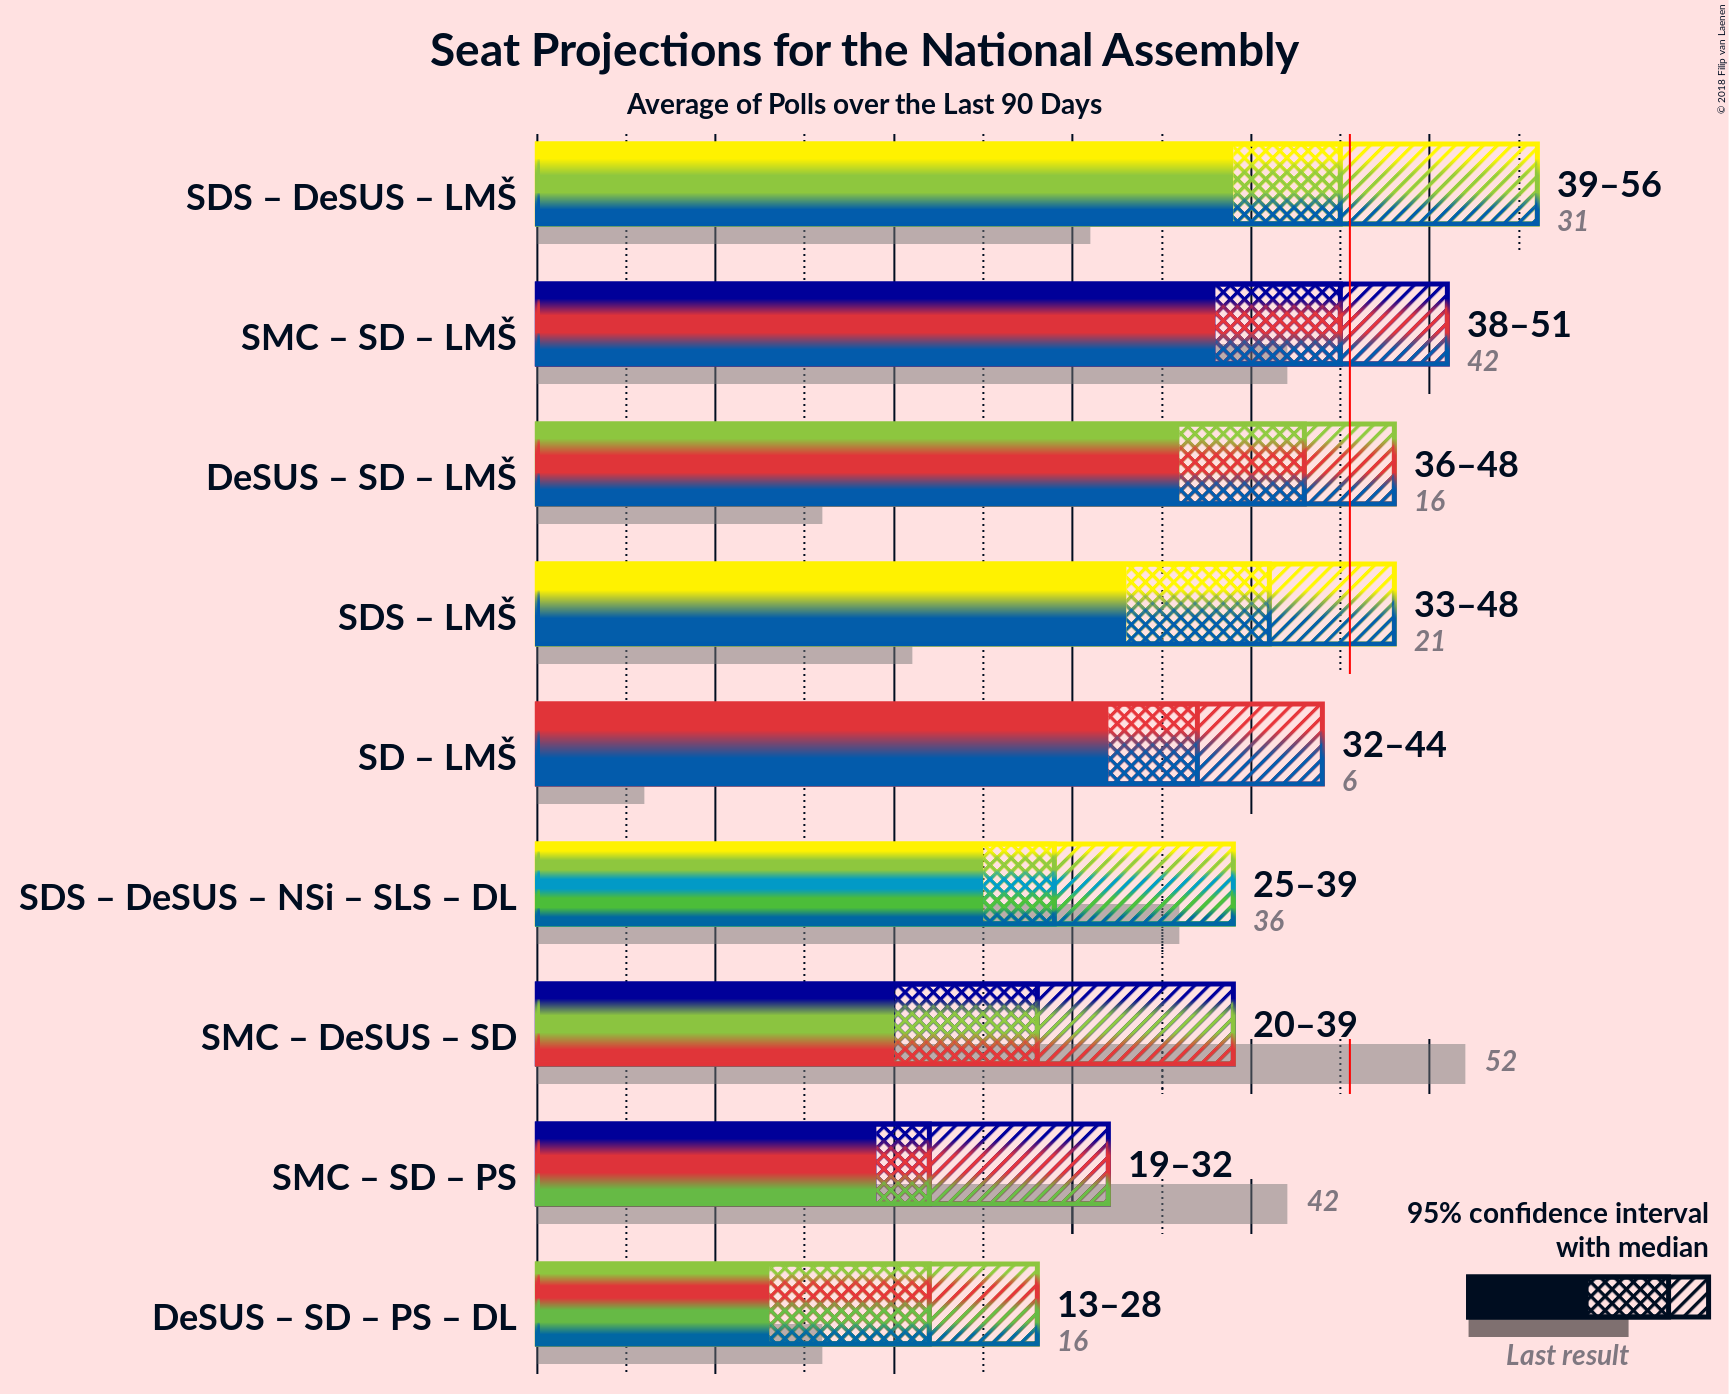 Seat Projections for the National Assembly
Average of Polls over the Last 90 Days
© 2018 Filip van Laenen
SDS – DeSUS – LMŠ
39–56
31
SMC – SD – LMŠ
38–51
42
DeSUS – SD – LMŠ
36–48
16
SDS – LMŠ
33–48
21
SD – LMŠ
32–44
6
SDS – DeSUS – NSi – SLS – DL
25–39
36
SMC – DeSUS – SD
20–39
52
SMC – SD – PS
19–32
42
DeSUS – SD – PS – DL
13–28
16
95% confidence interval
with median
Last result